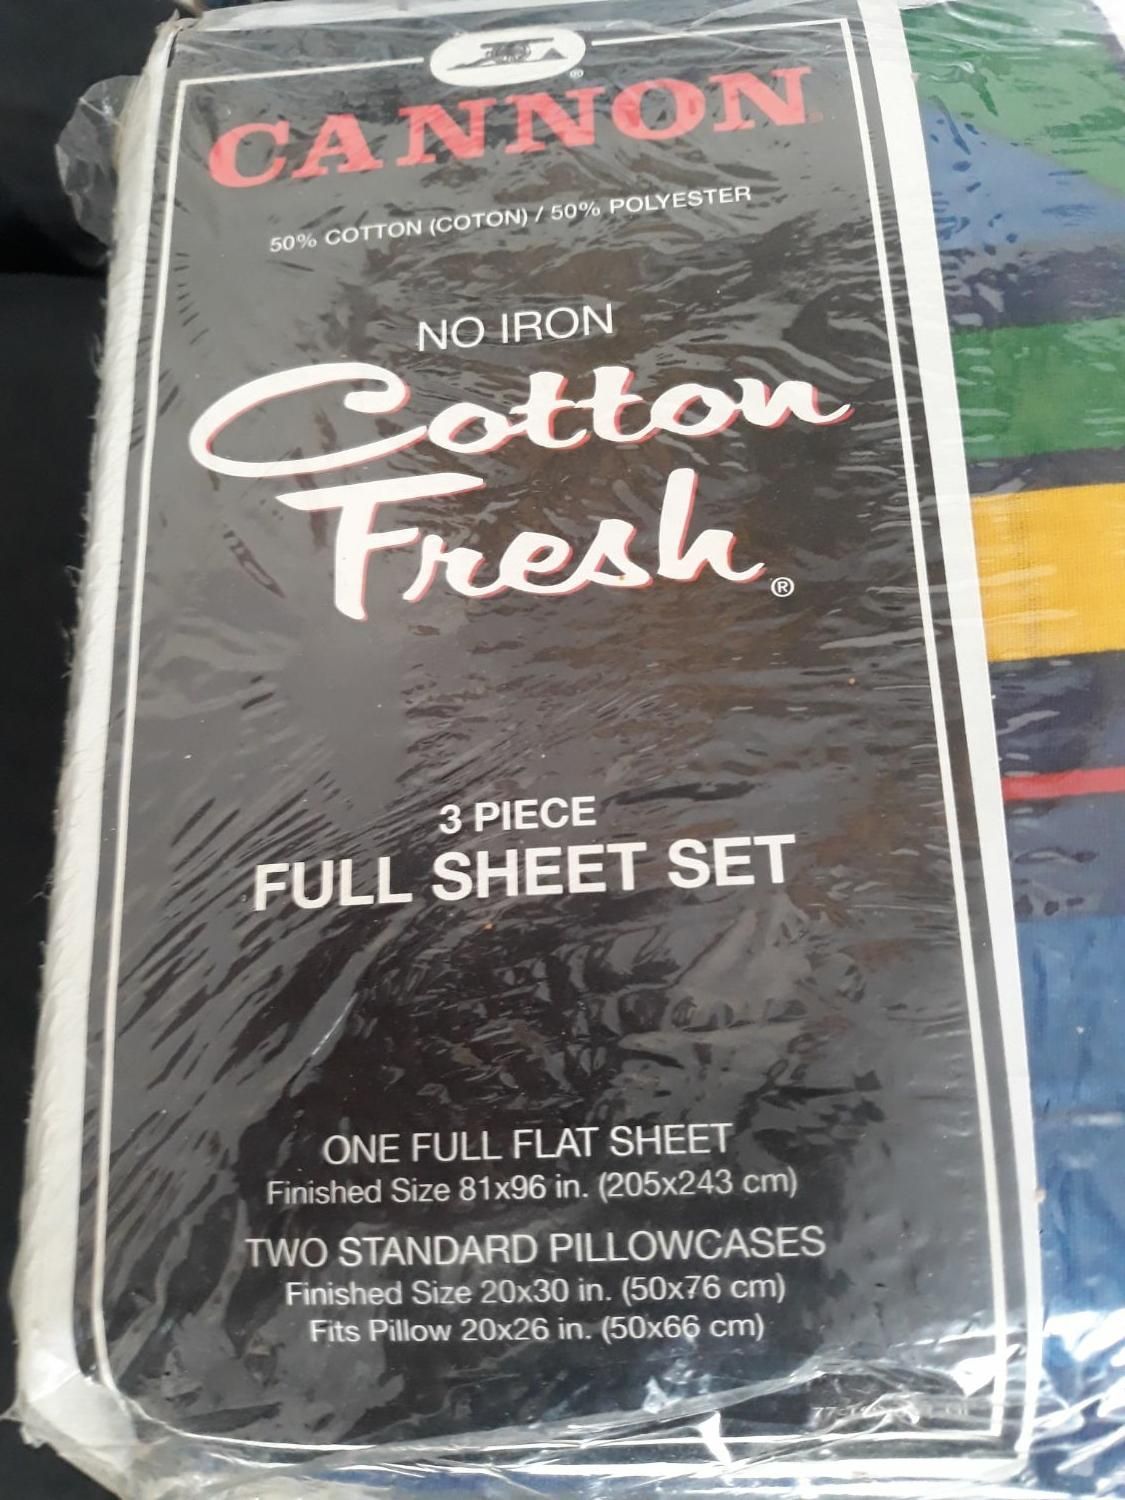 CANNON
50% COTTON (COTON) / 50% POLYESTER
NO IRON
Cotton
Fresh®
3 PIECE
FULL SHEET SET
ONE FULL FLAT SHEET
Finished Size 81x96 in. (205x243 cm)
TWO STANDARD PILLOWCASES
Finished Size 20x30 in. (50x76 cm)
Fits Pillow 20x26 in. (50x66 cm)